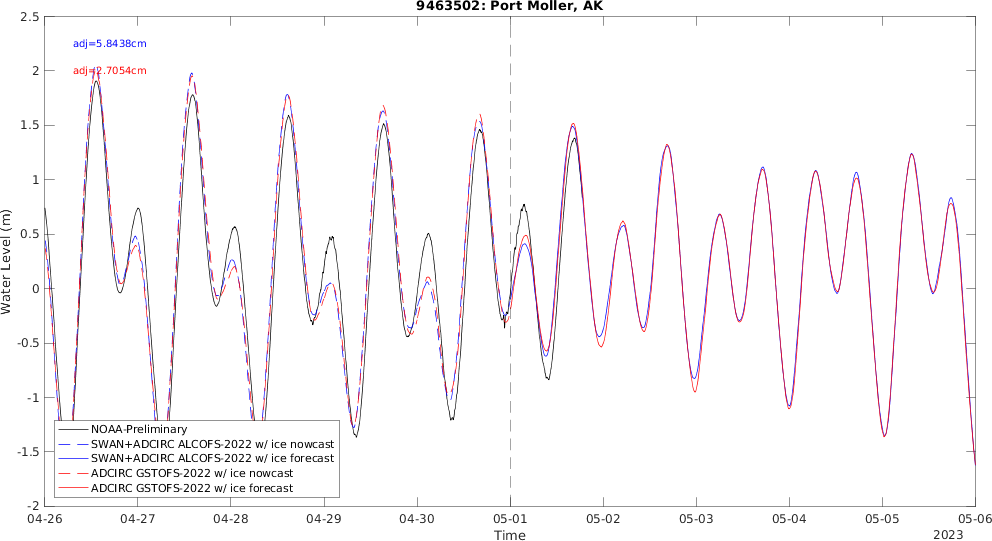 9463502: Port Moller, AK
2.5
adj=5.8438cm
2
adj=2.7054cm
1.5
1
0.5
0
-0.5
-1
-1.5
-2
Water Level (m)
NOAA-Preliminary
SWAN+ADCIRC ALCOFS-2022 w/ ice nowcast
SWAN+ADCIRC ALCOFS-2022 w/ ice forecast
ADCIRC GSTOFS-2022 w/ ice nowcast
ADCIRC GSTOFS-2022 w/ ice forecast
04-26 04-27 04-28 04-29 04-30 05-01 05-02 05-03 05-04 05-05 05-06
Time
2023